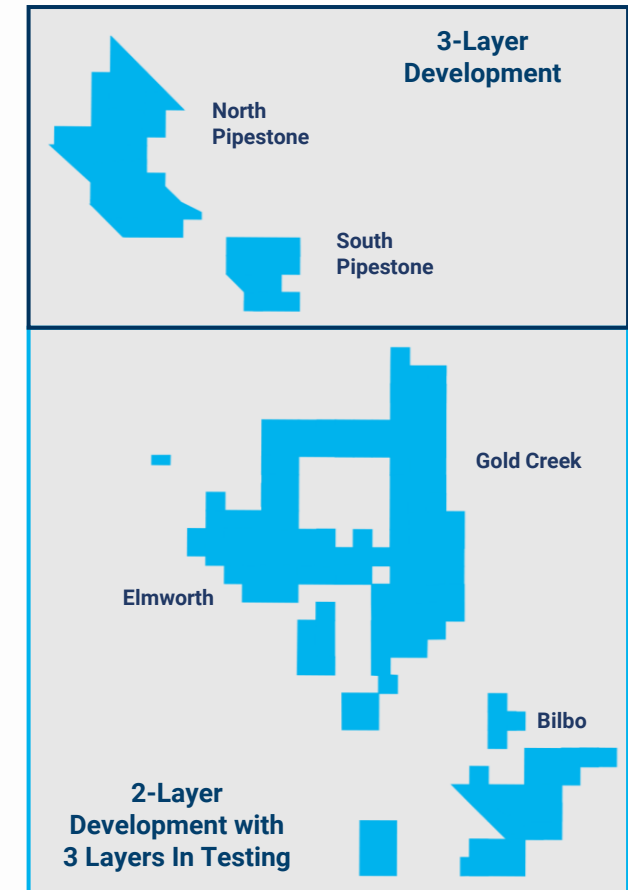 3-Layer
Development
North
Pipestone
South
Pipestone
Gold Creek
Elmworth
Bilbo
2-Layer
Development with
3 Layers In Testing